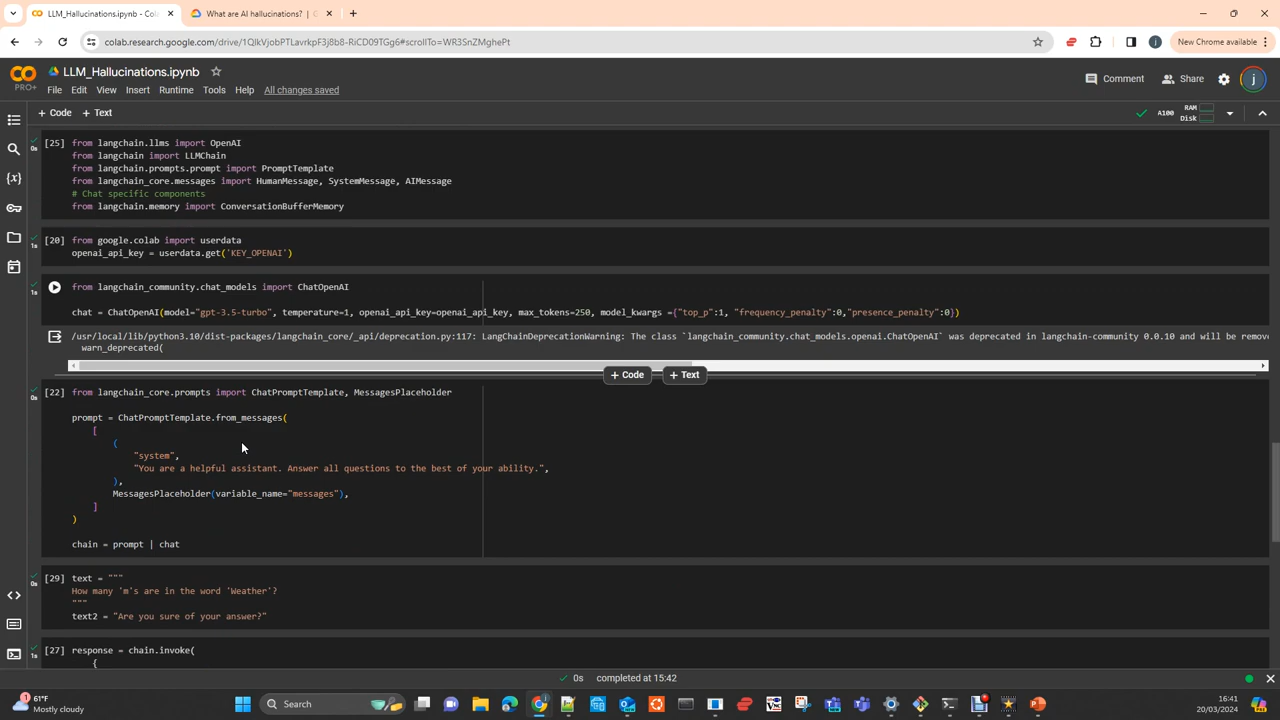 LLM_Hallucinations.ipynb - Cola
What are AI hallucinations? | G
colab.research.google.com/drive/1QlkVjobPTLavrkpF3j8b8-RiCD09TGg6#scrollTo=WR3SnZMghePt
New Chrome available
LLM_Hallucinations.ipynb
PRO+
File Edit View Insert Runtime Tools Help All changes saved
Comment Share j
+ Code + Text
A100 RAM Disk
[25] from langchain.llms import OpenAI
from langchain import LLMChain
from langchain.prompts.prompt import PromptTemplate
from langchain_core.messages import HumanMessage, SystemMessage, AIMessage
# Chat specific components
from langchain.memory import ConversationBufferMemory
0s
[20] from google.colab import userdata
openai_api_key = userdata.get('KEY_OPENAI')
1s
from langchain_community.chat_models import ChatOpenAI
chat = ChatOpenAI(model="gpt-3.5-turbo", temperature=1, openai_api_key=openai_api_key, max_tokens=250, model_kwargs ={"top_p":1, "frequency_penalty":0,"presence_penalty":0})
1s
/usr/local/lib/python3.10/dist-packages/langchain_core/_api/deprecation.py:117: LangChainDeprecationWarning: The class `langchain_community.chat_models.openai.ChatOpenAI` was deprecated in langchain-community 0.0.10 and will be remove
warn_deprecated(
+ Code + Text
[22] from langchain_core.prompts import ChatPromptTemplate, MessagesPlaceholder
0s
prompt = ChatPromptTemplate.from_messages(
[
(
"system",
"You are a helpful assistant. Answer all questions to the best of your ability.",
),
MessagesPlaceholder(variable_name="messages"),
]
)
chain = prompt | chat
[29] text = """
0s
How many 'm's are in the word 'Weather'?
"""
text2 = "Are you sure of your answer?"
[27] response = chain.invoke(
1s
{
0s completed at 15:42
61°F
Mostly cloudy
Search
16:41
20/03/2024